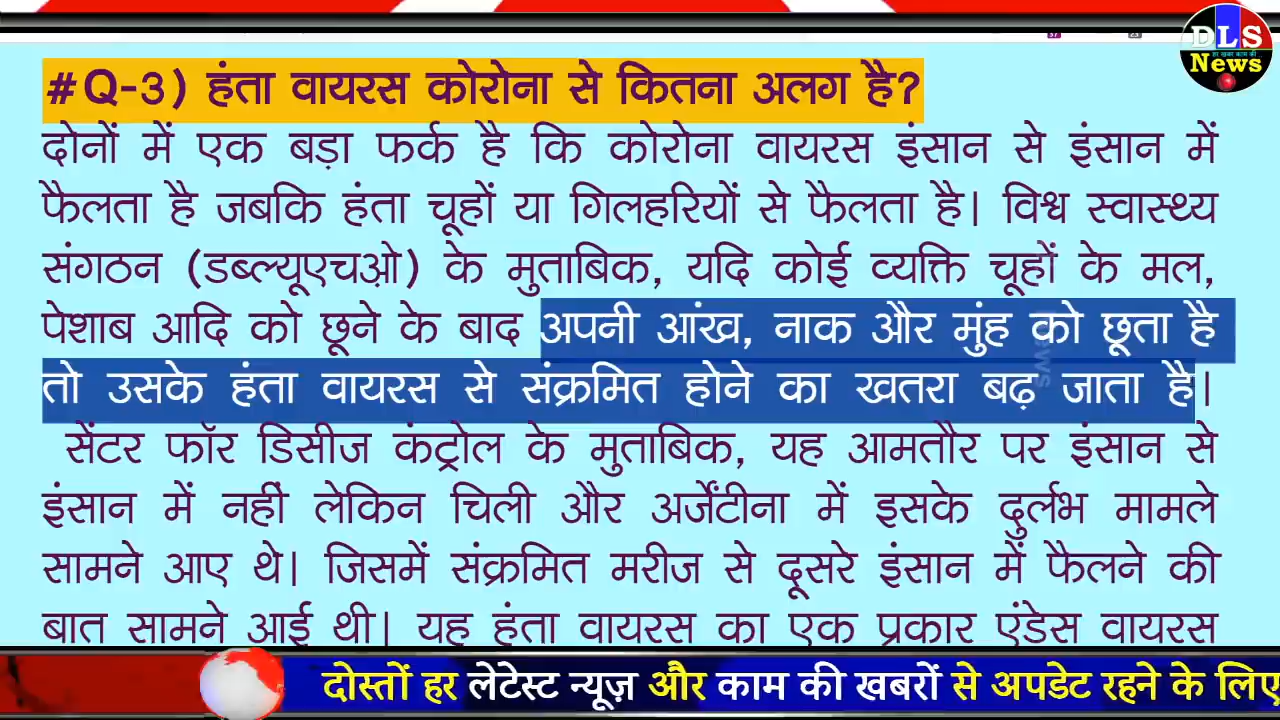 DLS
News
#Q-3) हंता वायरस कोरोना से कितना अलग है?
दोनों में एक बड़ा फर्क है कि कोरोना वायरस इंसान से इंसान में
फैलता है जबकि हंता चूहों या गिलहरियों से फैलता है। विश्व स्वास्थ्य
संगठन (डब्ल्यूएचओ) के मुताबिक, यदि कोई व्यक्ति चूहों के मल,
पेशाब आदि को छूने के बाद अपनी आंख, नाक और मुंह को छूता है
तो उसके हंता वायरस से संक्रमित होने का खतरा बढ़ जाता है।
सेंटर फॉर डिसीज कंट्रोल के मुताबिक, यह आमतौर पर इंसान से
इंसान में नहीं लेकिन चिली और अर्जेंटीना में इसके दुर्लभ मामले
सामने आए थे। जिसमें संक्रमित मरीज से दूसरे इंसान में फैलने की
बात सामने आई थी। यह हंता वायरस का एक प्रकार एंडेस वायरस
दोस्तों हर लेटेस्ट न्यूज़ और काम की खबरों से अपडेट रहने के लिए